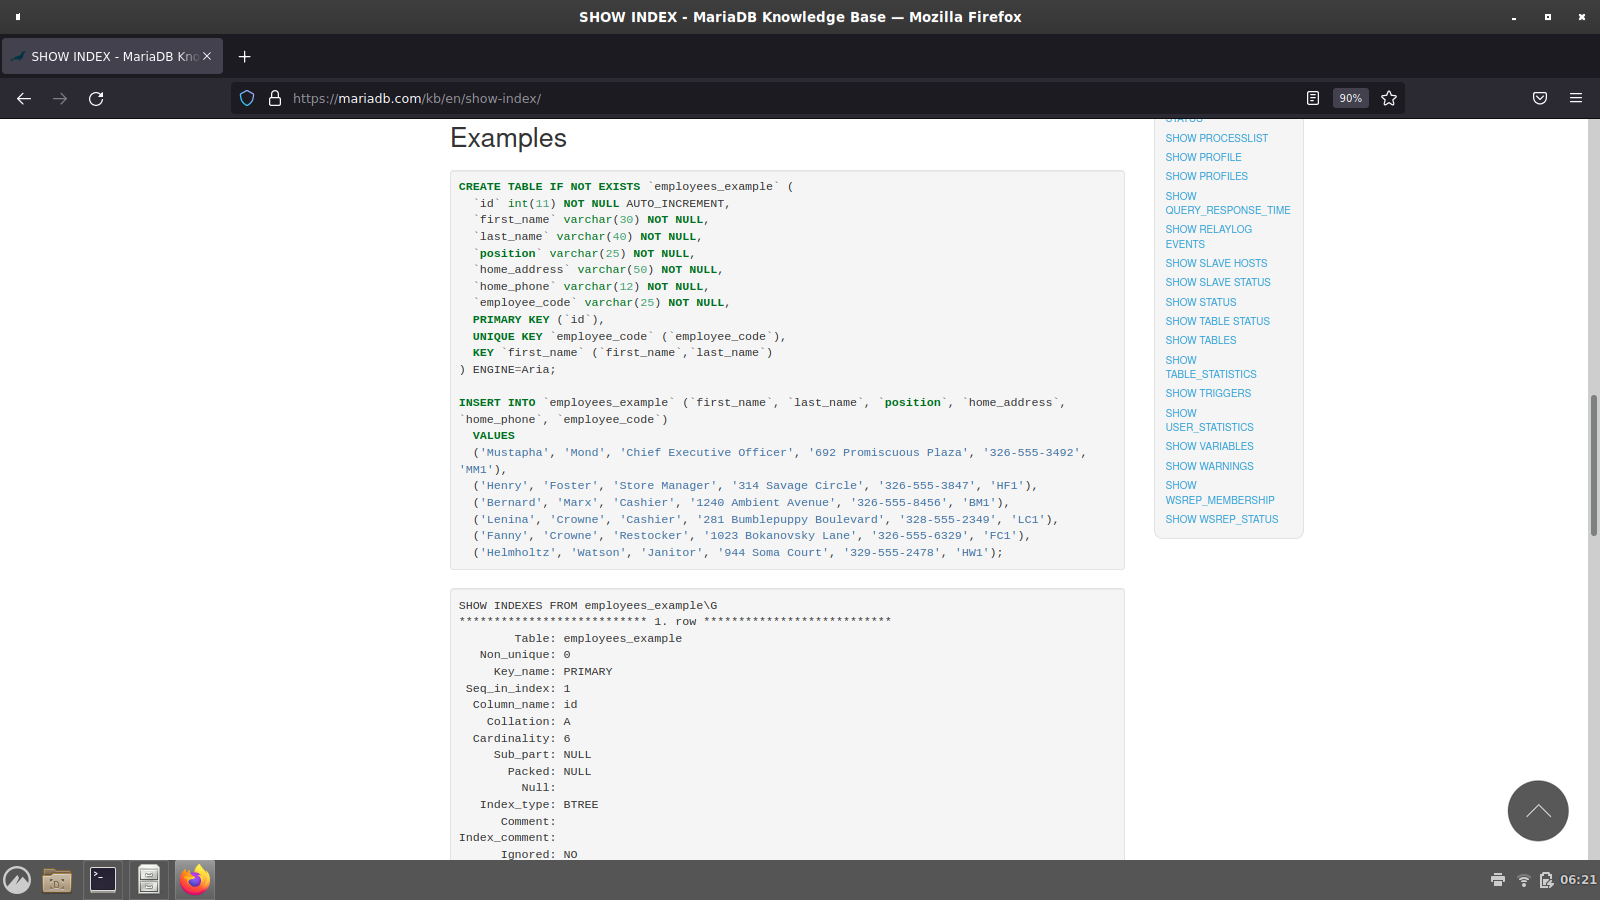 SHOW INDEX - MariaDB Knowledge Base — Mozilla Firefox
SHOW INDEX - MariaDB Kno
https://mariadb.com/kb/en/show-index/
90%
Examples
CREATE TABLE IF NOT EXISTS `employees_example` (
`id` int(11) NOT NULL AUTO_INCREMENT,
`first_name` varchar(30) NOT NULL,
`last_name` varchar(40) NOT NULL,
`position` varchar(25) NOT NULL,
`home_address` varchar(50) NOT NULL,
`home_phone` varchar(12) NOT NULL,
`employee_code` varchar(25) NOT NULL,
PRIMARY KEY (`id`),
UNIQUE KEY `employee_code` (`employee_code`),
KEY `first_name` (`first_name`,`last_name`)
) ENGINE=Aria;
INSERT INTO `employees_example` (`first_name`, `last_name`, `position`, `home_address`,
`home_phone`, `employee_code`)
VALUES
('Mustapha', 'Mond', 'Chief Executive Officer', '692 Promiscuous Plaza', '326-555-3492',
'MM1'),
('Henry', 'Foster', 'Store Manager', '314 Savage Circle', '326-555-3847', 'HF1'),
('Bernard', 'Marx', 'Cashier', '1240 Ambient Avenue', '326-555-8456', 'BM1'),
('Lenina', 'Crowne', 'Cashier', '281 Bumblepuppy Boulevard', '328-555-2349', 'LC1'),
('Fanny', 'Crowne', 'Restocker', '1023 Bokanovsky Lane', '326-555-6329', 'FC1'),
('Helmholtz', 'Watson', 'Janitor', '944 Soma Court', '329-555-2478', 'HW1');
SHOW INDEXES FROM employees_example\G
*************************** 1. row ***************************
Table: employees_example
Non_unique: 0
Key_name: PRIMARY
Seq_in_index: 1
Column_name: id
Collation: A
Cardinality: 6
Sub_part: NULL
Packed: NULL
Null:
Index_type: BTREE
Comment:
Index_comment:
Ignored: NO
STATUS
SHOW PROCESSLIST
SHOW PROFILE
SHOW PROFILES
SHOW
QUERY_RESPONSE_TIME
SHOW RELAYLOG
EVENTS
SHOW SLAVE HOSTS
SHOW SLAVE STATUS
SHOW STATUS
SHOW TABLE STATUS
SHOW TABLES
SHOW
TABLE_STATISTICS
SHOW TRIGGERS
SHOW
USER_STATISTICS
SHOW VARIABLES
SHOW WARNINGS
SHOW
WSREP_MEMBERSHIP
SHOW WSREP_STATUS
06:21